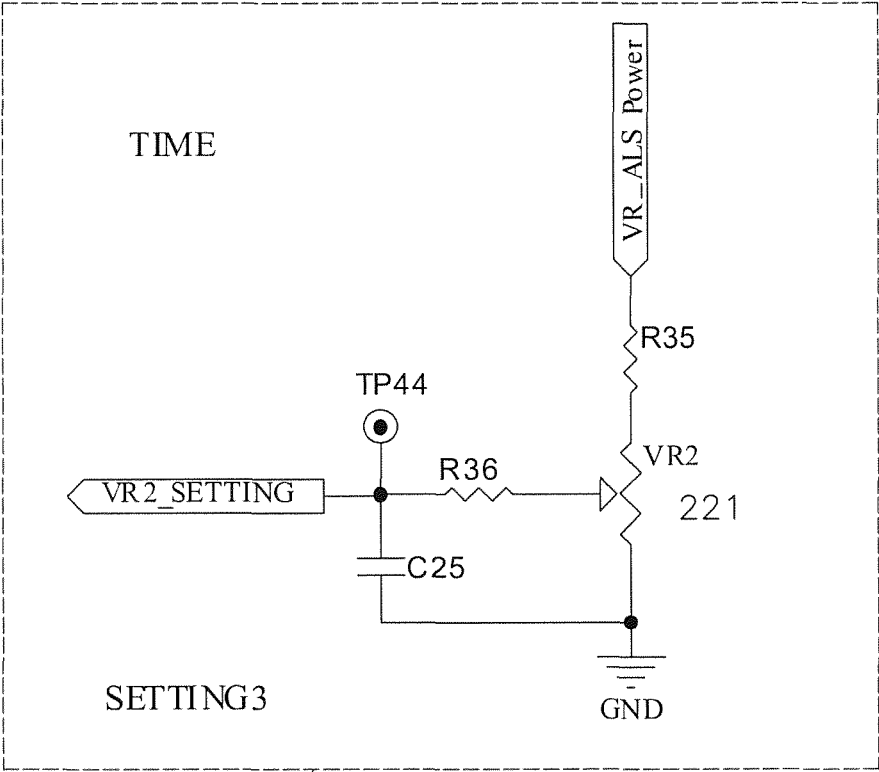 TIME
VR_ALS Power
R35
TP44
R36
VR2
VR2_SETTING
221
C25
SETTING3
GND